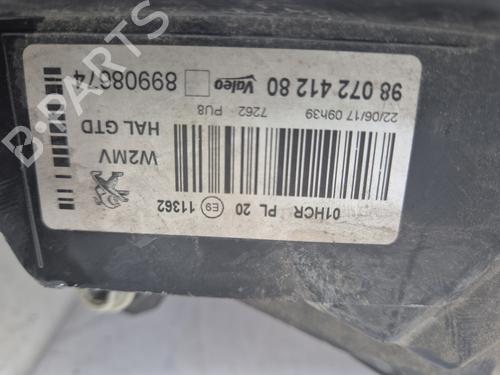 98 072 412 80 Valeo 89908674
22/06/17 09h39 7262 PU8
HAL GTD
W2MV
01HCR PL 20 E9 11362
B-PARTS